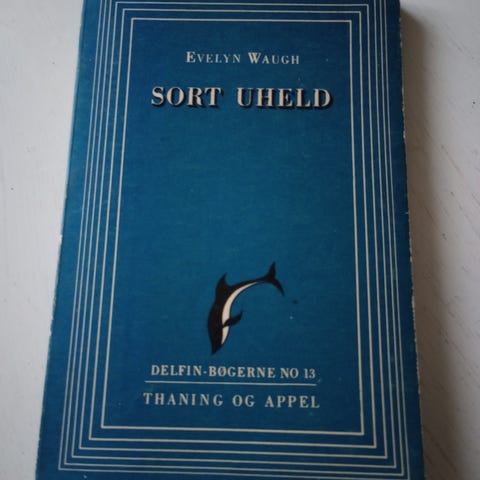 EVELYN WAUGH
SORT UHELD
DELFIN-BØGERNE NO 13
THANING OG APPEL